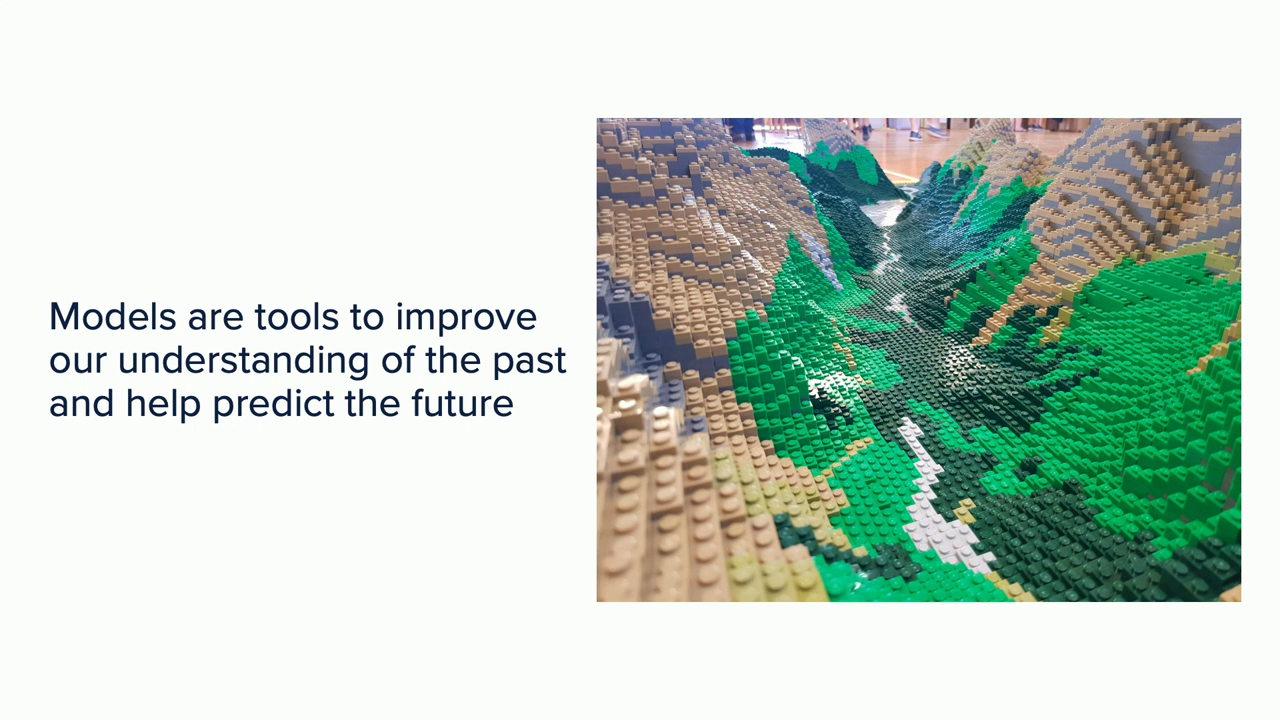 Models are tools to improve
our understanding of the past
and help predict the future